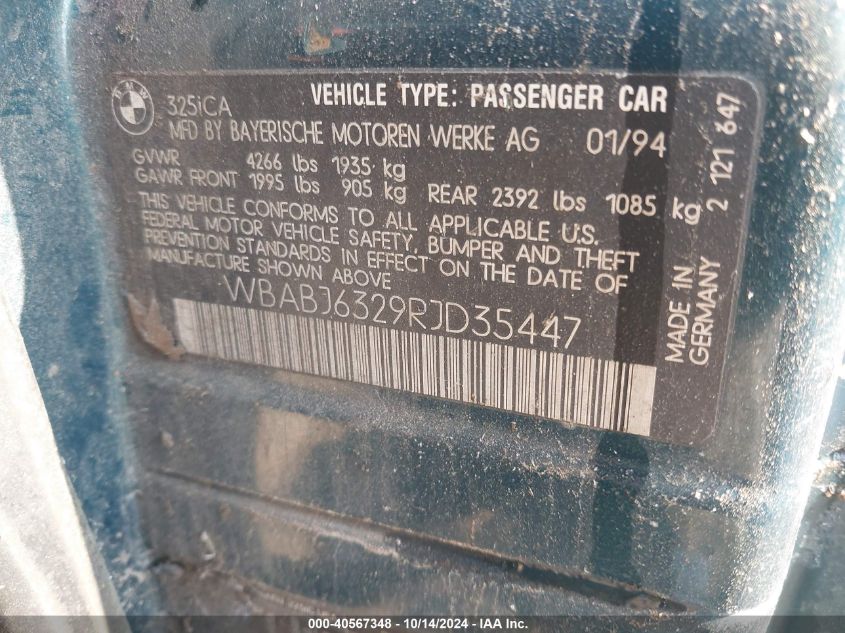 BMW
325iCA
VEHICLE TYPE: PASSENGER CAR
MFD BY BAYERISCHE MOTOREN WERKE AG 01/94
GVWR 4266 lbs 1935 kg
GAWR FRONT 1995 lbs 905 kg REAR 2392 lbs 1085 kg
THIS VEHICLE CONFORMS TO ALL APPLICABLE U.S.
FEDERAL MOTOR VEHICLE SAFETY, BUMPER AND THEFT
PREVENTION STANDARDS IN EFFECT ON THE DATE OF
MANUFACTURE SHOWN ABOVE
WBABJ6329RJD35447
MADE IN
GERMANY
2 121 647
000-40567348 - 10/14/2024 - IAA Inc.